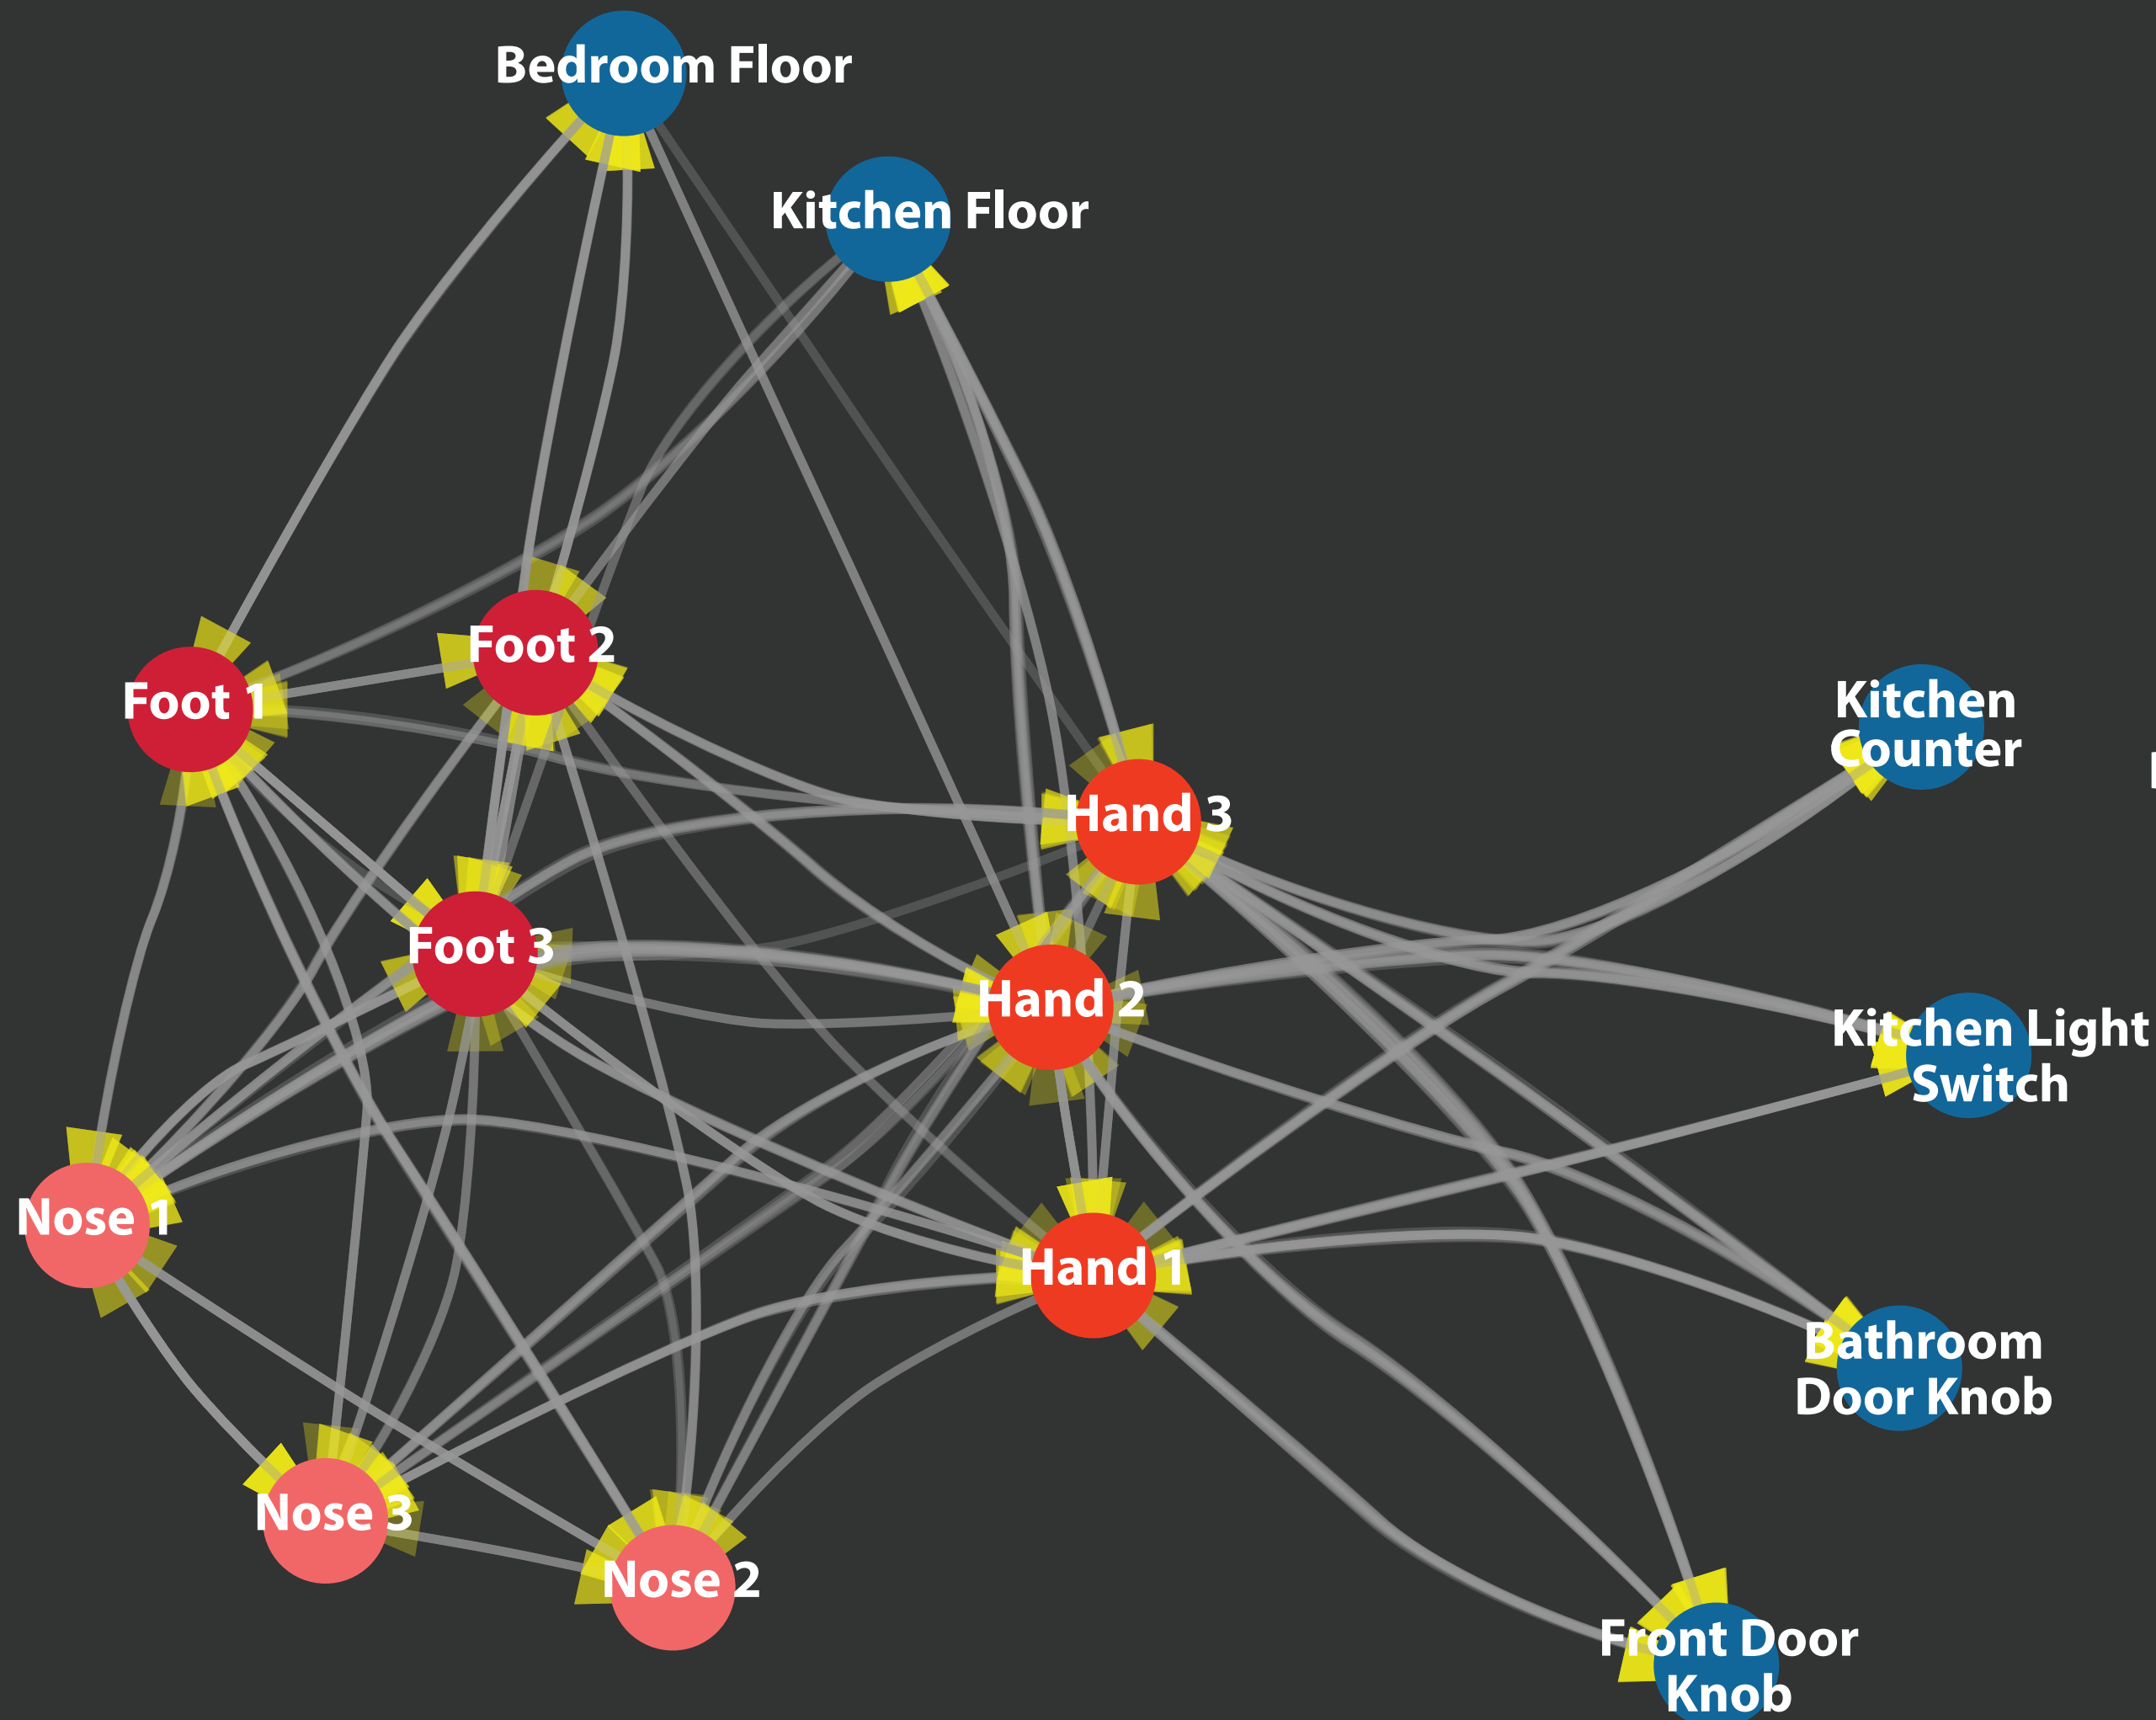 Bedroom Floor
Kitchen Floor
Foot 2
Foot 1
Kitchen
Counter
Hand 3
Foot 3
Hand 2
Kitchen Light
Switch
Nose 1
Hand 1
Bathroom
Door Knob
Nose 3
Nose 2
Front Door
Knob